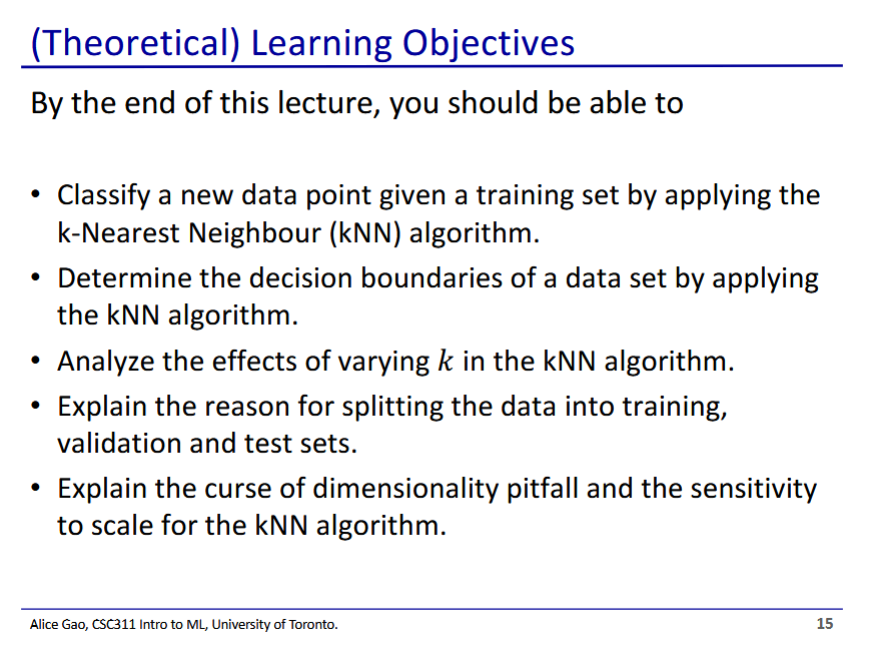 (Theoretical) Learning Objectives
By the end of this lecture, you should be able to
• Classify a new data point given a training set by applying the
k-Nearest Neighbour (kNN) algorithm.
• Determine the decision boundaries of a data set by applying
the kNN algorithm.
• Analyze the effects of varying k in the kNN algorithm.
• Explain the reason for splitting the data into training,
validation and test sets.
• Explain the curse of dimensionality pitfall and the sensitivity
to scale for the kNN algorithm.
Alice Gao, CSC311 Intro to ML, University of Toronto.
15